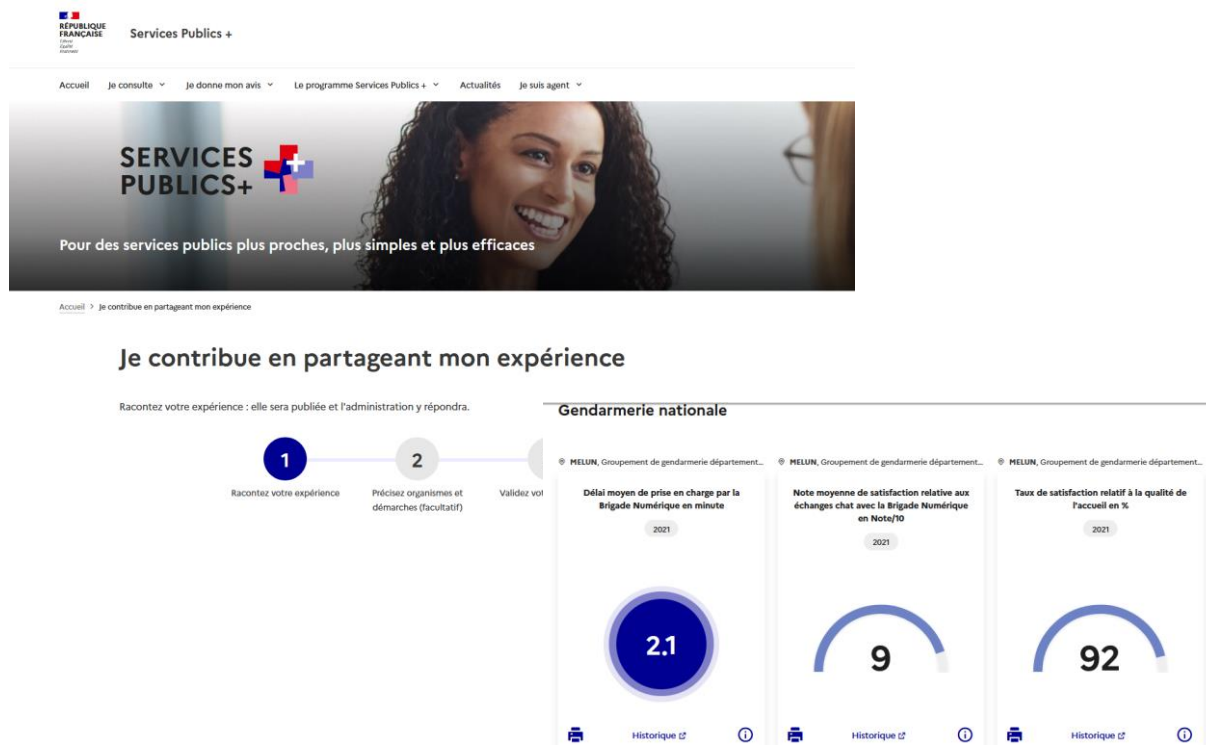 RÉPUBLIQUE
FRANÇAISE
Liberté
Égalité
Fraternité
Services Publics +
Accueil Je consulte Je donne mon avis Le programme Services Publics + Actualités Je suis agent
SERVICES
PUBLICS+
Pour des services publics plus proches, plus simples et plus efficaces
Accueil > Je contribue en partageant mon expérience
Je contribue en partageant mon expérience
Racontez votre expérience : elle sera publiée et l'administration y répondra.
1 2
Racontez votre expérience
Précisez organismes et
démarches (facultatif)
Validez vot
Gendarmerie nationale
MELUN, Groupement de gendarmerie département...
Délai moyen de prise en charge par la
Brigade Numérique en minute
2021
2.1
Historique
MELUN, Groupement de gendarmerie département...
Note moyenne de satisfaction relative aux
échanges chat avec la Brigade Numérique
en Note/10
2021
9
Historique
MELUN, Groupement de gendarmerie département...
Taux de satisfaction relatif à la qualité de
l'accueil en %
2021
92
Historique